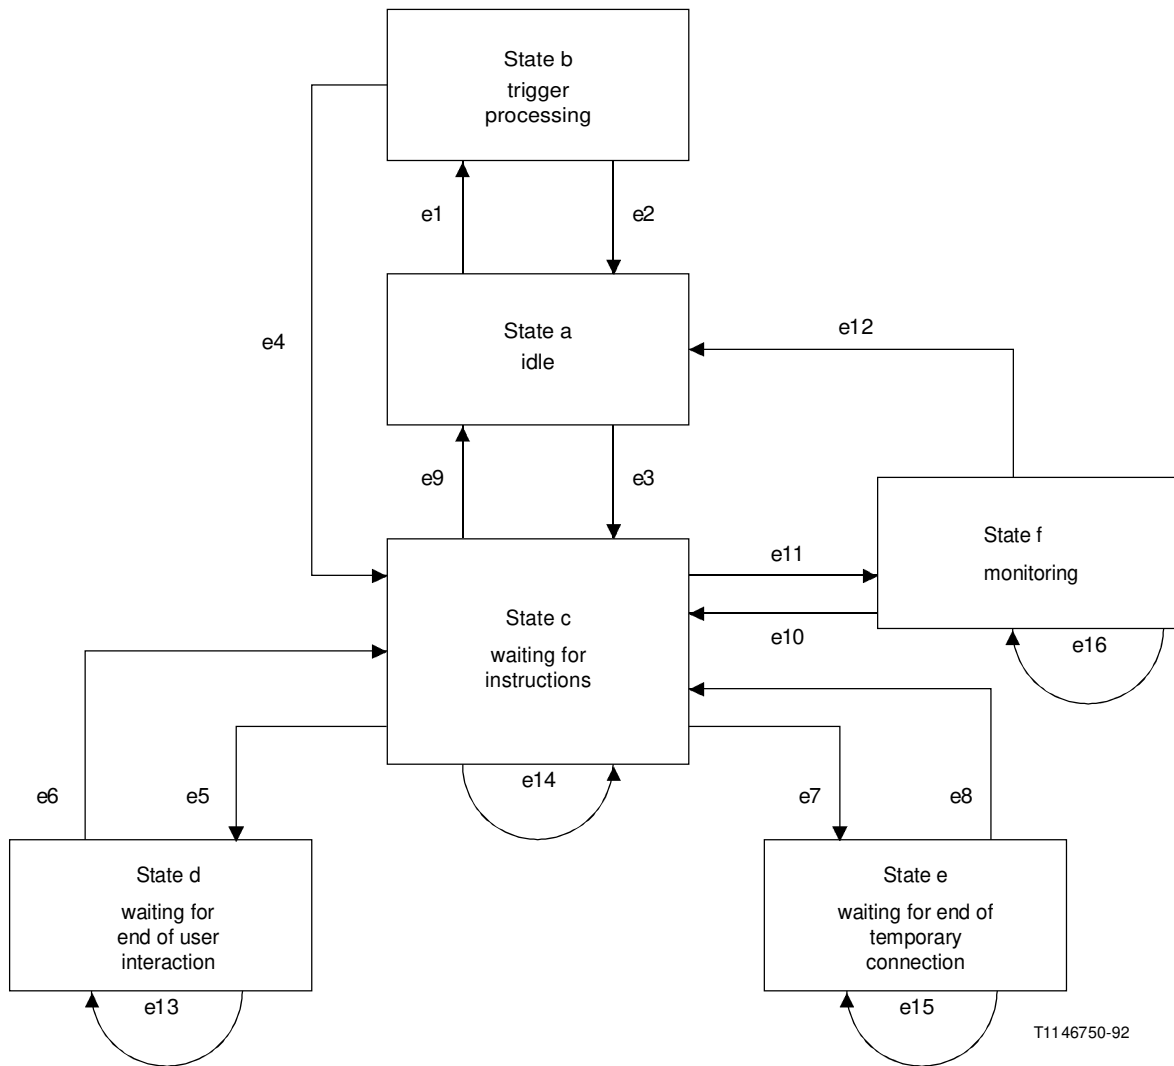 State b
trigger
processing
e1
e2
e4
State a
idle
e12
e9
e3
State f
monitoring
e11
e10
e16
State c
waiting for
instructions
e14
e6
e5
e7
e8
State d
waiting for
end of user
interaction
e13
State e
waiting for end of
temporary
connection
e15
T1146750-92